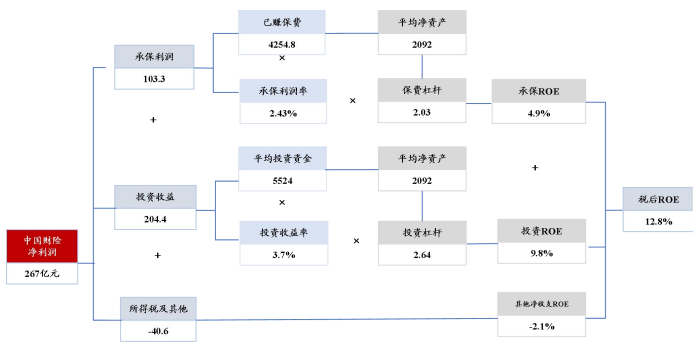 已赚保费
4254.8
×
平均净资产
2092
承保利润
103.3
承保利润率
2.43%
×
保费杠杆
2.03
承保ROE
4.9%
+
+
平均投资资金
5524
×
平均净资产
2092
投资收益
204.4
税后ROE
12.8%
中国财险
净利润
267亿元
+
投资收益率
3.7%
×
投资杠杆
2.64
投资ROE
9.8%
所得税及其他
-40.6
其他净收支ROE
-2.1%